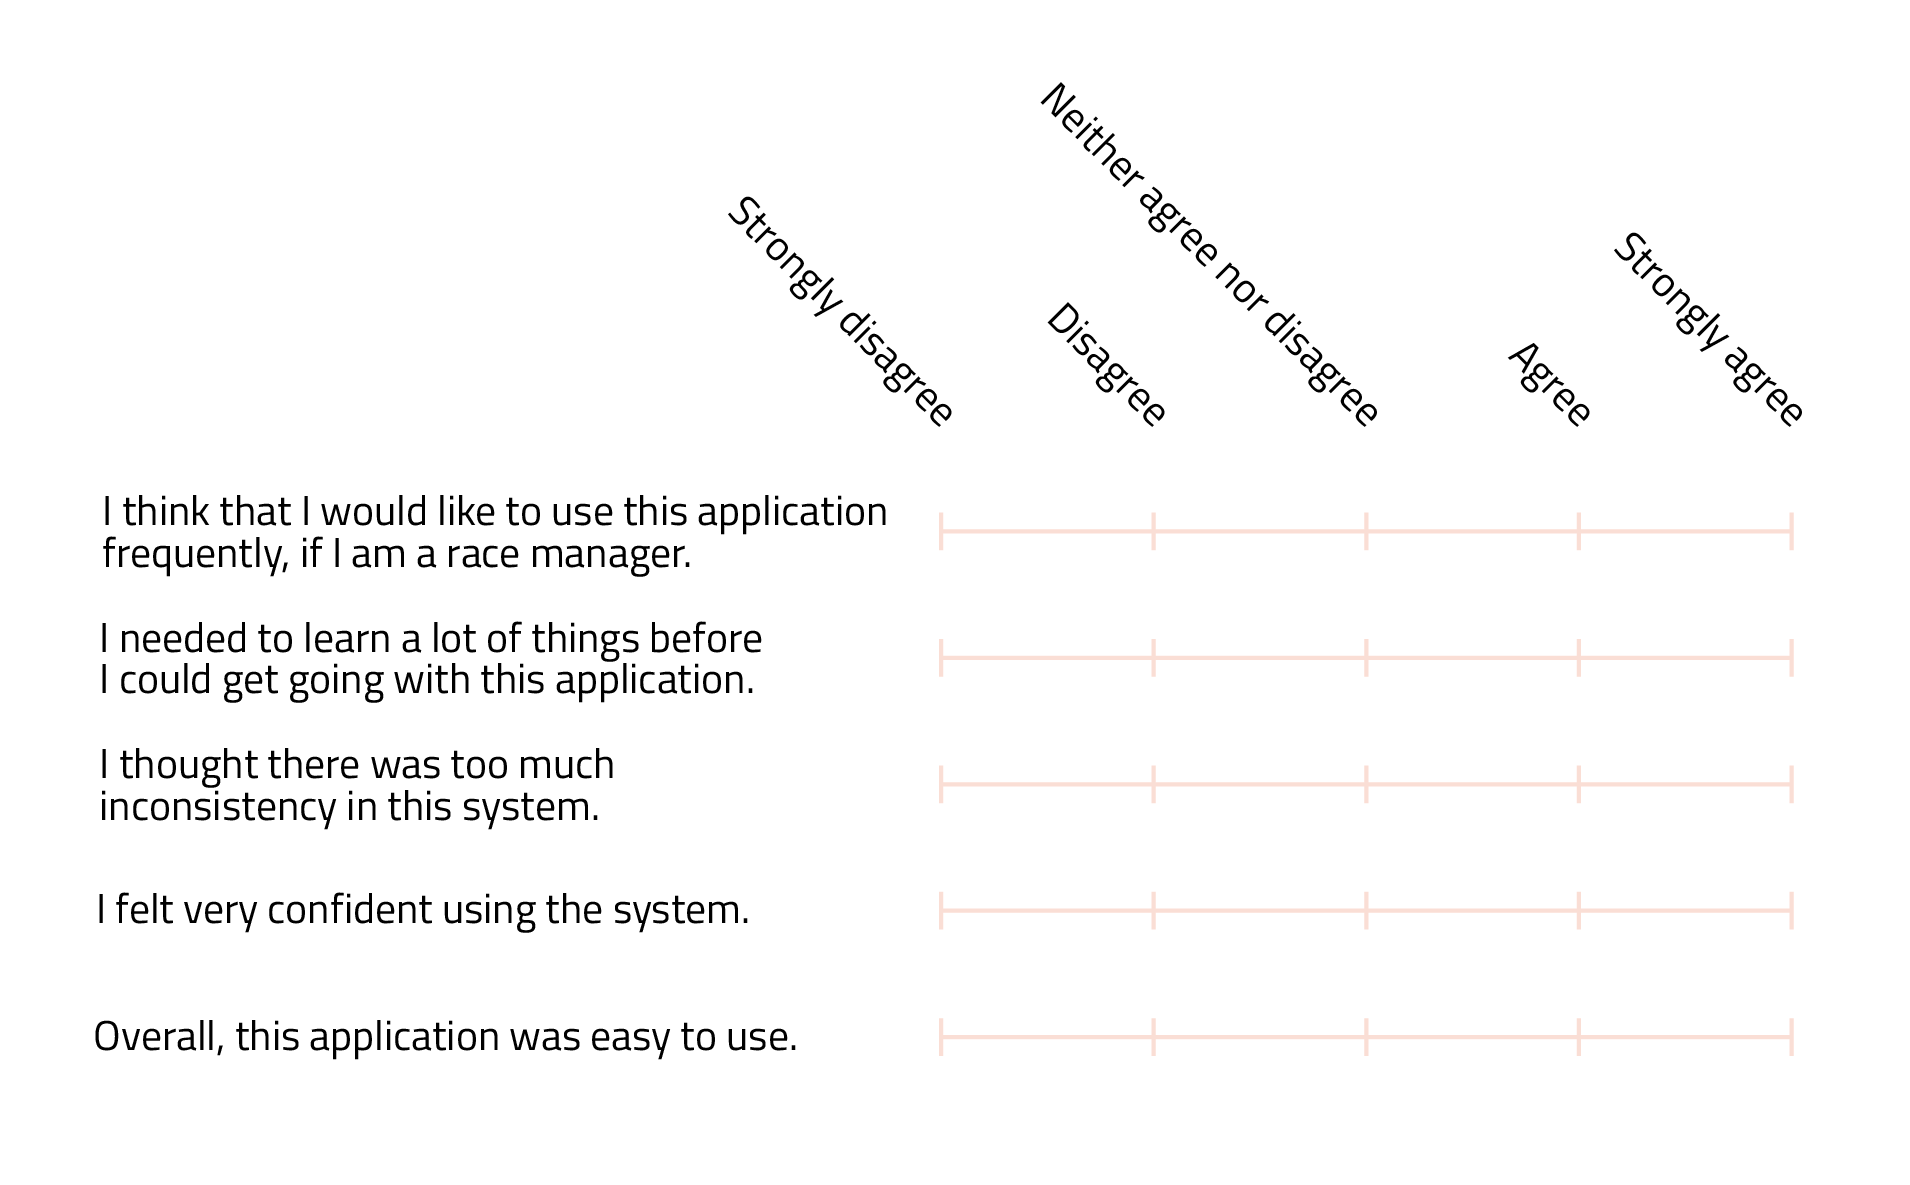 Strongly disagree
Disagree
Neither agree nor disagree
Agree
Strongly agree
I think that I would like to use this application
frequently, if I am a race manager.
I needed to learn a lot of things before
I could get going with this application.
I thought there was too much
inconsistency in this system.
I felt very confident using the system.
Overall, this application was easy to use.